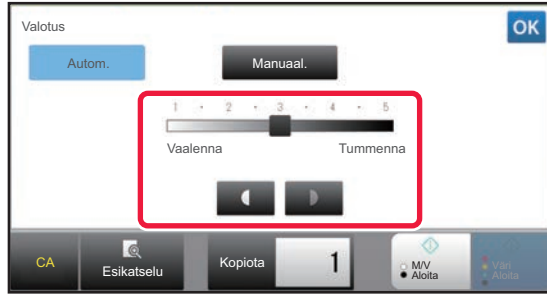 Valotus
OK
Autom.
Manuaal.
1 · 2 · 3 · 4 · 5
Vaalenna
Tummenna
CA
Esikatselu
Kopiota
1
M/V
Aloita
Väri
Aloita